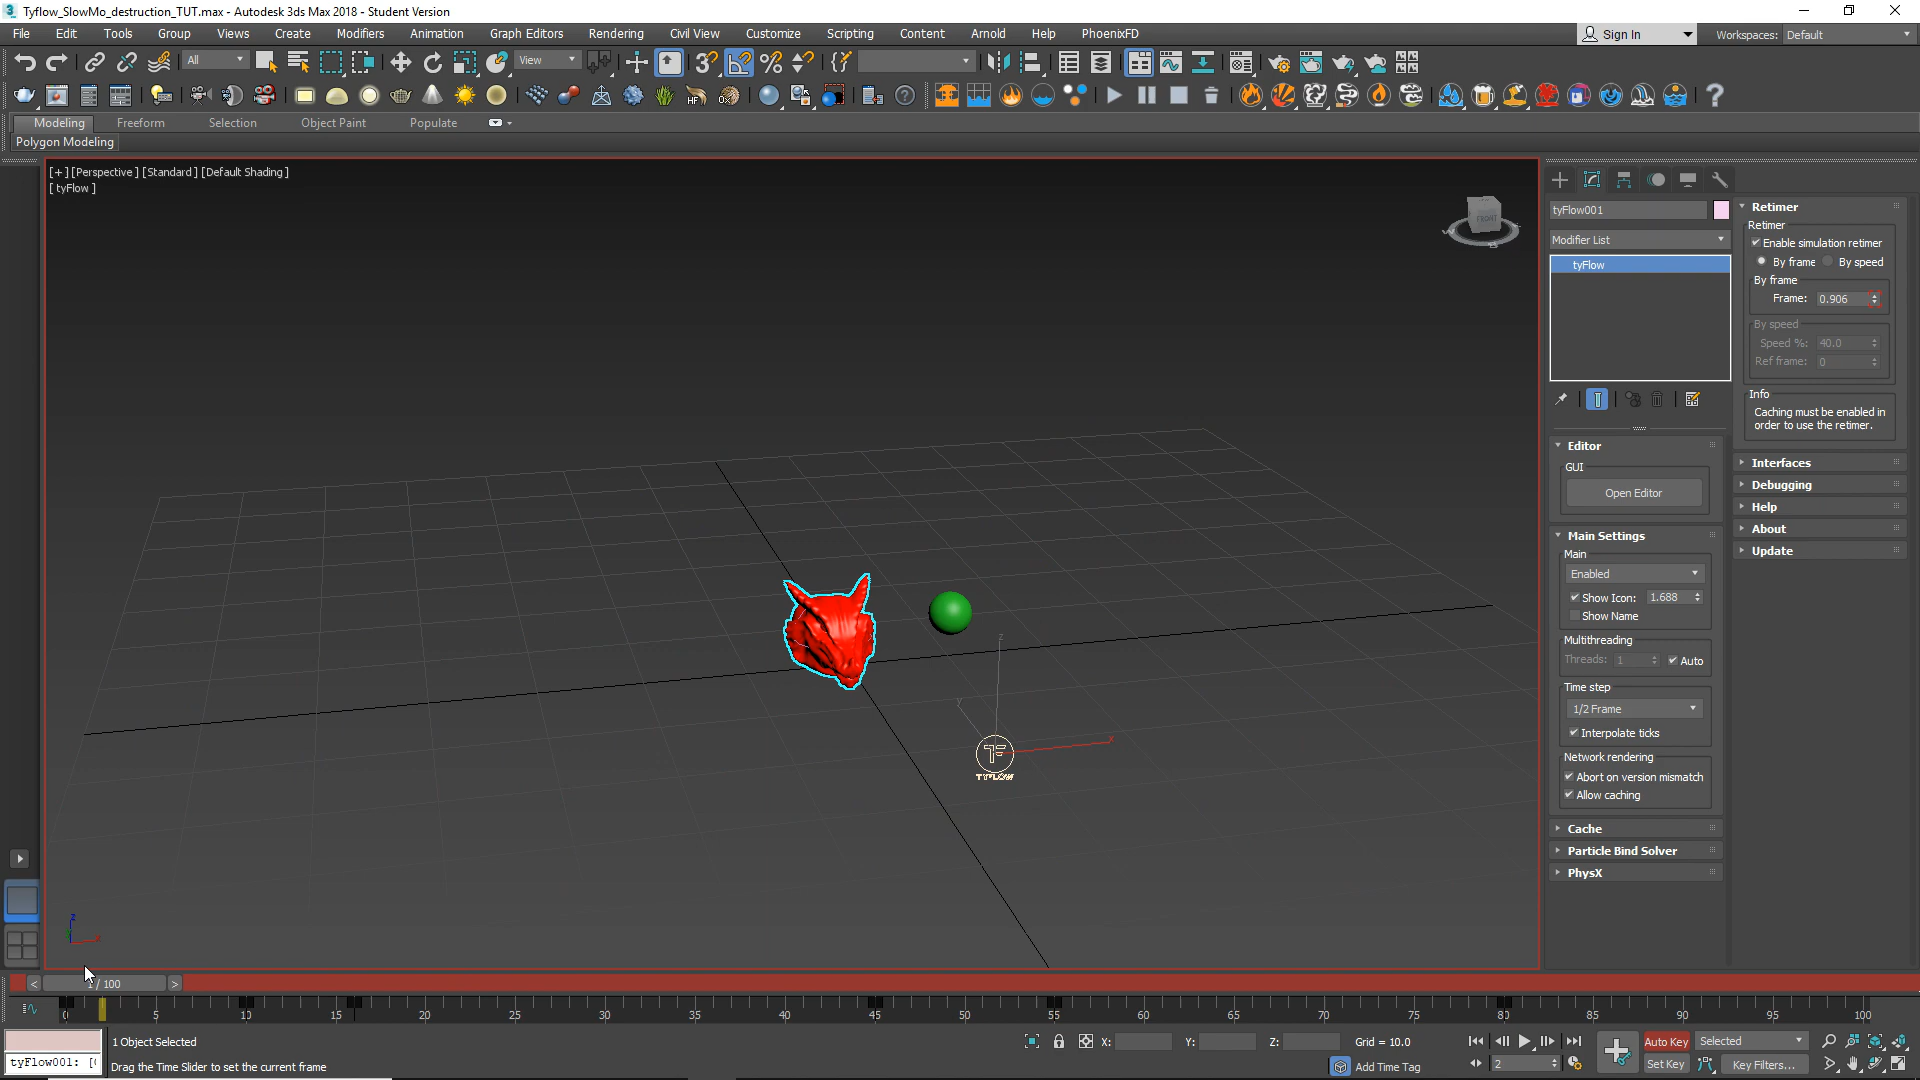 Tyflow_SlowMo_destruction_TUT.max - Autodesk 3ds Max 2018 - Student Version
File Edit Tools Group Views Create Modifiers Animation Graph Editors Rendering Civil View Customize Scripting Content Arnold Help PhoenixFD
Sign In Workspaces: Default
All View
Modeling Freeform Selection Object Paint Populate
Polygon Modeling
[+] [Perspective] [Standard] [Default Shading]
[ tyFlow ]
FRONT
tyFlow001
Modifier List
tyFlow
Retimer
Retimer
Enable simulation retimer
By frame By speed
By frame
Frame: 0.906
By speed
Speed %: 40.0
Ref frame: 0
Info
Caching must be enabled in
order to use the retimer.
Interfaces
Debugging
Help
About
Update
Editor
GUI
Open Editor
Main Settings
Main
Enabled
Show Icon: 1.688
Show Name
Multithreading
Threads: 1 Auto
Time step
1/2 Frame
Interpolate ticks
Network rendering
Abort on version mismatch
Allow caching
Cache
Particle Bind Solver
PhysX
z
y
x
TF
TYFLOW
z
x
< 1 / 100 >
0 5 10 15 20 25 30 35 40 45 50 55 60 65 70 75 80 85 90 95 100
1 Object Selected
X: Y: Z: Grid = 10.0
Auto Key Selected
tyFlow001: [
Drag the Time Slider to set the current frame
Add Time Tag
2
Set Key Key Filters...